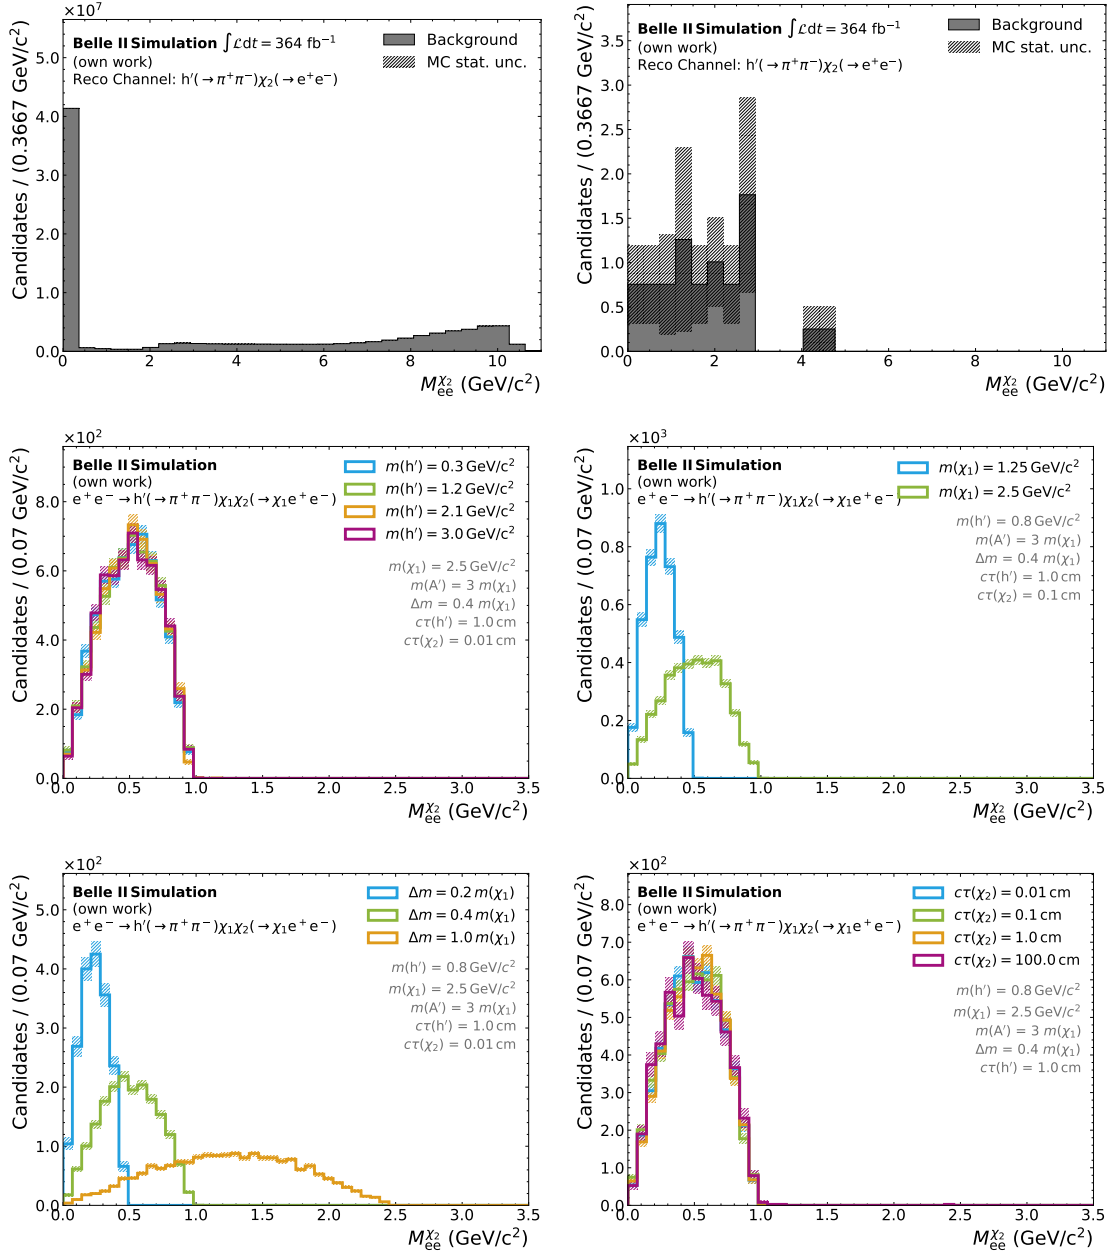 ×10⁷
Belle II Simulation ∫ℒdt = 364 fb⁻¹
(own work)
Reco Channel: h′(→π⁺π⁻)χ₂(→e⁺e⁻)
Background
MC stat. unc.
Candidates / (0.3667 GeV/c²)
5.0
4.0
3.0
2.0
1.0
0.0
0 2 4 6 8 10
M_ee^χ₂ (GeV/c²)
Belle II Simulation ∫ℒdt = 364 fb⁻¹
(own work)
Reco Channel: h′(→π⁺π⁻)χ₂(→e⁺e⁻)
Background
MC stat. unc.
Candidates / (0.3667 GeV/c²)
3.5
3.0
2.5
2.0
1.5
1.0
0.5
0.0
0 2 4 6 8 10
M_ee^χ₂ (GeV/c²)
×10²
Belle II Simulation
(own work)
e⁺e⁻→h′(→π⁺π⁻)χ₁χ₂(→χ₁e⁺e⁻)
m(h′) = 0.3 GeV/c²
m(h′) = 1.2 GeV/c²
m(h′) = 2.1 GeV/c²
m(h′) = 3.0 GeV/c²
m(χ₁) = 2.5 GeV/c²
m(A′) = 3 m(χ₁)
Δm = 0.4 m(χ₁)
cτ(h′) = 1.0 cm
cτ(χ₂) = 0.01 cm
Candidates / (0.07 GeV/c²)
8.0
6.0
4.0
2.0
0.0
0.0 0.5 1.0 1.5 2.0 2.5 3.0 3.5
M_ee^χ₂ (GeV/c²)
×10³
Belle II Simulation
(own work)
e⁺e⁻→h′(→π⁺π⁻)χ₁χ₂(→χ₁e⁺e⁻)
m(χ₁) = 1.25 GeV/c²
m(χ₁) = 2.5 GeV/c²
m(h′) = 0.8 GeV/c²
m(A′) = 3 m(χ₁)
Δm = 0.4 m(χ₁)
cτ(h′) = 1.0 cm
cτ(χ₂) = 0.1 cm
Candidates / (0.07 GeV/c²)
1.0
0.8
0.6
0.4
0.2
0.0
0.0 0.5 1.0 1.5 2.0 2.5 3.0 3.5
M_ee^χ₂ (GeV/c²)
×10²
Belle II Simulation
(own work)
e⁺e⁻→h′(→π⁺π⁻)χ₁χ₂(→χ₁e⁺e⁻)
Δm = 0.2 m(χ₁)
Δm = 0.4 m(χ₁)
Δm = 1.0 m(χ₁)
m(h′) = 0.8 GeV/c²
m(χ₁) = 2.5 GeV/c²
m(A′) = 3 m(χ₁)
cτ(h′) = 1.0 cm
cτ(χ₂) = 0.01 cm
Candidates / (0.07 GeV/c²)
5.0
4.0
3.0
2.0
1.0
0.0
0.0 0.5 1.0 1.5 2.0 2.5 3.0 3.5
M_ee^χ₂ (GeV/c²)
×10²
Belle II Simulation
(own work)
e⁺e⁻→h′(→π⁺π⁻)χ₁χ₂(→χ₁e⁺e⁻)
cτ(χ₂) = 0.01 cm
cτ(χ₂) = 0.1 cm
cτ(χ₂) = 1.0 cm
cτ(χ₂) = 100.0 cm
m(h′) = 0.8 GeV/c²
m(χ₁) = 2.5 GeV/c²
m(A′) = 3 m(χ₁)
Δm = 0.4 m(χ₁)
cτ(h′) = 1.0 cm
Candidates / (0.07 GeV/c²)
8.0
7.0
6.0
5.0
4.0
3.0
2.0
1.0
0.0
0.0 0.5 1.0 1.5 2.0 2.5 3.0 3.5
M_ee^χ₂ (GeV/c²)